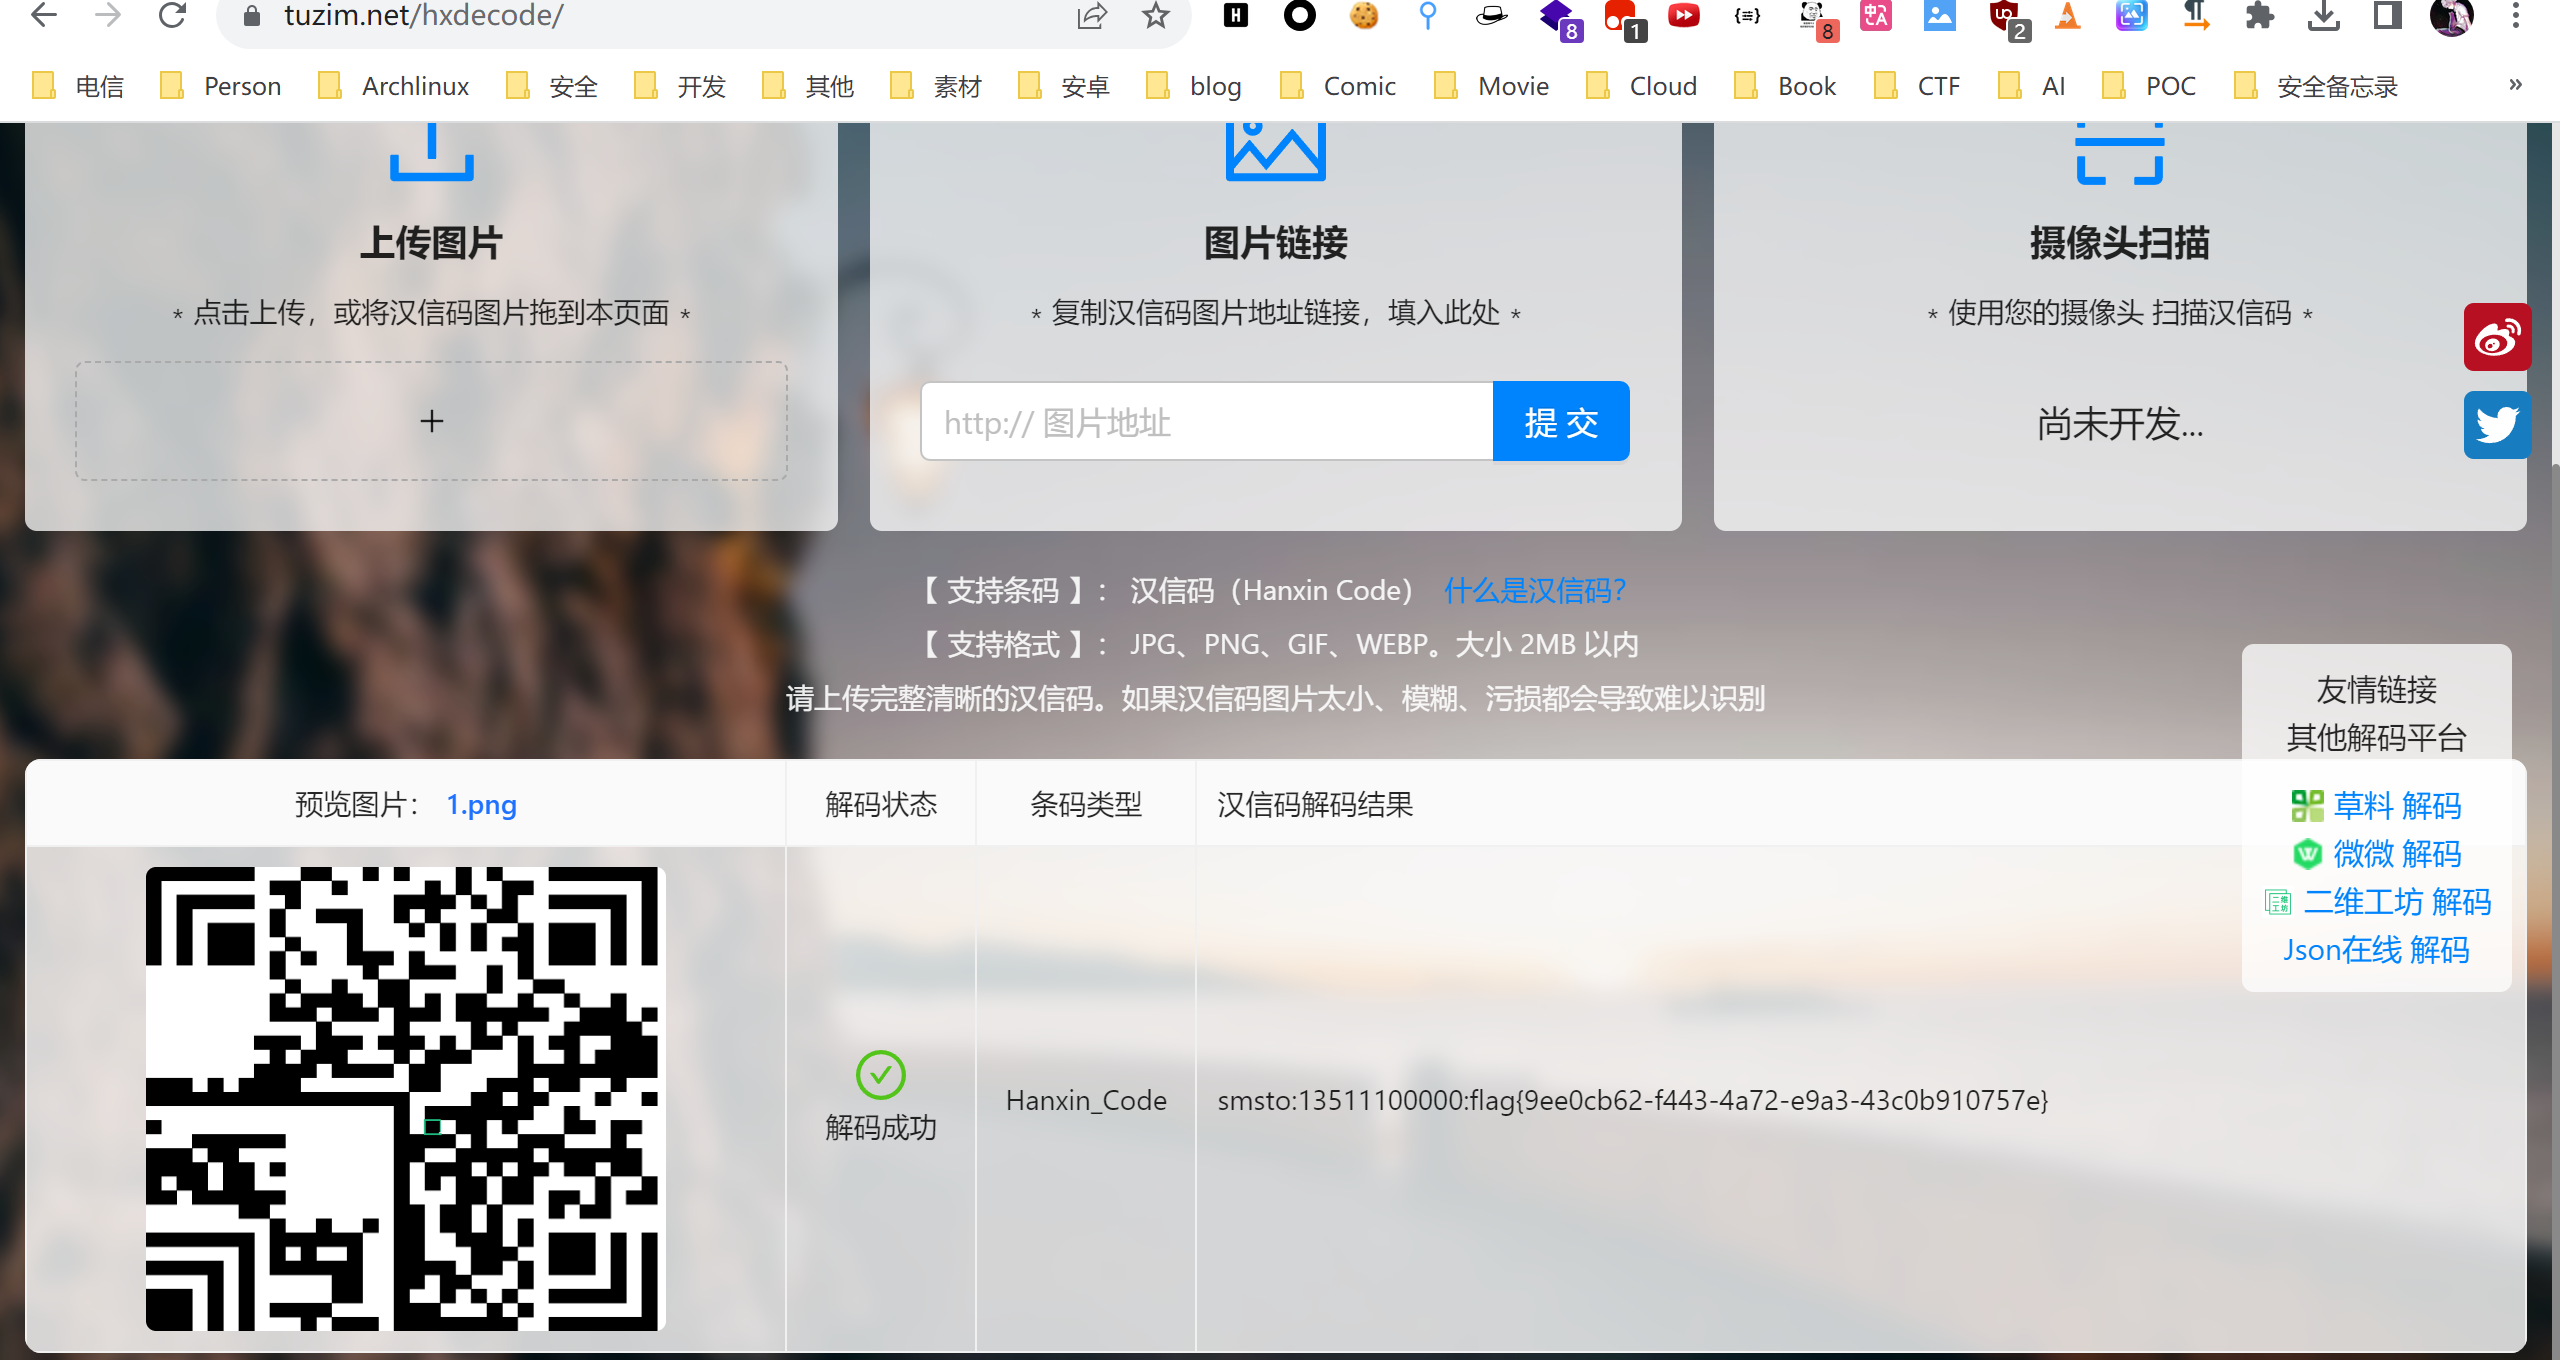 tuzim.net/hxdecode/
8 1 8 2
电信 Person Archlinux 安全 开发 其他 素材 安卓 blog Comic Movie Cloud Book CTF AI POC 安全备忘录 »
上传图片
* 点击上传，或将汉信码图片拖到本页面 *
+
图片链接
* 复制汉信码图片地址链接，填入此处 *
http:// 图片地址
提 交
摄像头扫描
* 使用您的摄像头 扫描汉信码 *
尚未开发...
【 支持条码 】： 汉信码（Hanxin Code） 什么是汉信码?
【 支持格式 】： JPG、PNG、GIF、WEBP。大小 2MB 以内
请上传完整清晰的汉信码。如果汉信码图片太小、模糊、污损都会导致难以识别
友情链接
其他解码平台
草料 解码
微微 解码
二维工坊 解码
Json在线 解码
预览图片： 1.png 解码状态 条码类型 汉信码解码结果
解码成功 Hanxin_Code smsto:13511100000:flag{9ee0cb62-f443-4a72-e9a3-43c0b910757e}